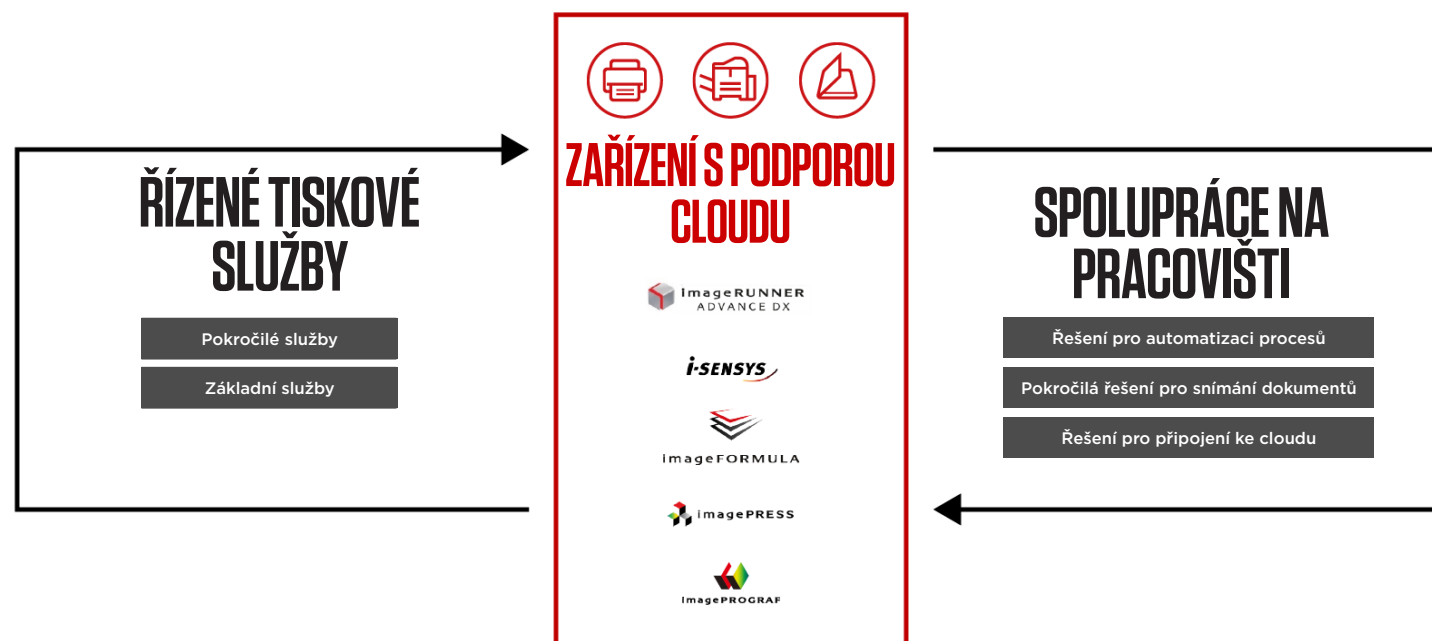 ŘÍZENÉ TISKOVÉ
SLUŽBY
Pokročilé služby
Základní služby
ZAŘÍZENÍ S PODPOROU
CLOUDU
imageRUNNER
ADVANCE DX
i-SENSYS
imageFORMULA
imagePRESS
imagePROGRAF
SPOLUPRÁCE NA
PRACOVIŠTI
Řešení pro automatizaci procesů
Pokročilá řešení pro snímání dokumentů
Řešení pro připojení ke cloudu